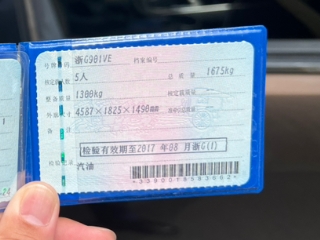 号牌号码 浙G981VE 档案编号
核定载人数 5人 总质量 1675kg
整备质量 1300kg 核定载质量
外廓尺寸 4587×1825×1490mm 准牵引总质量
备注
检验有效期至2017年08月浙G(1)
检验记录
汽油